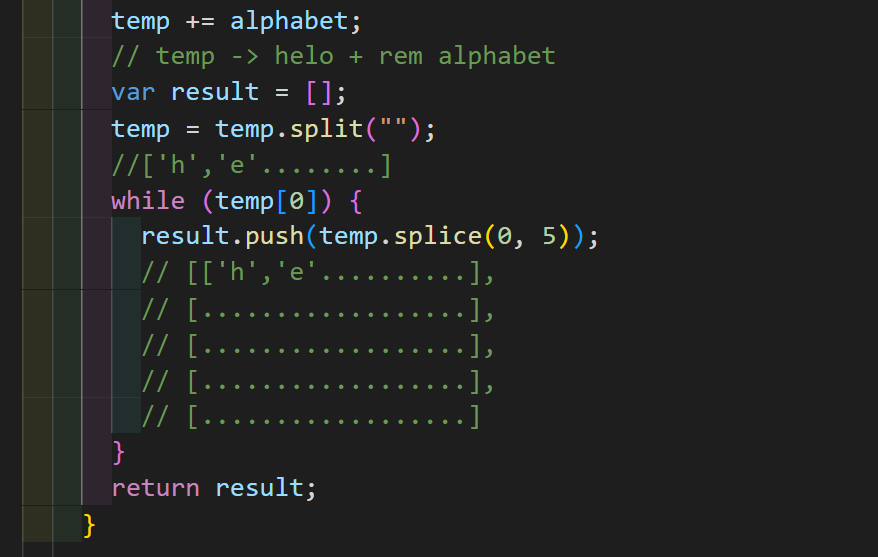 temp += alphabet;
// temp -> helo + rem alphabet
var result = [];
temp = temp.split("");
//['h','e'........]
while (temp[0]) {
result.push(temp.splice(0, 5));
// [['h','e'..........],
// [..................],
// [..................],
// [..................],
// [..................]
}
return result;
}